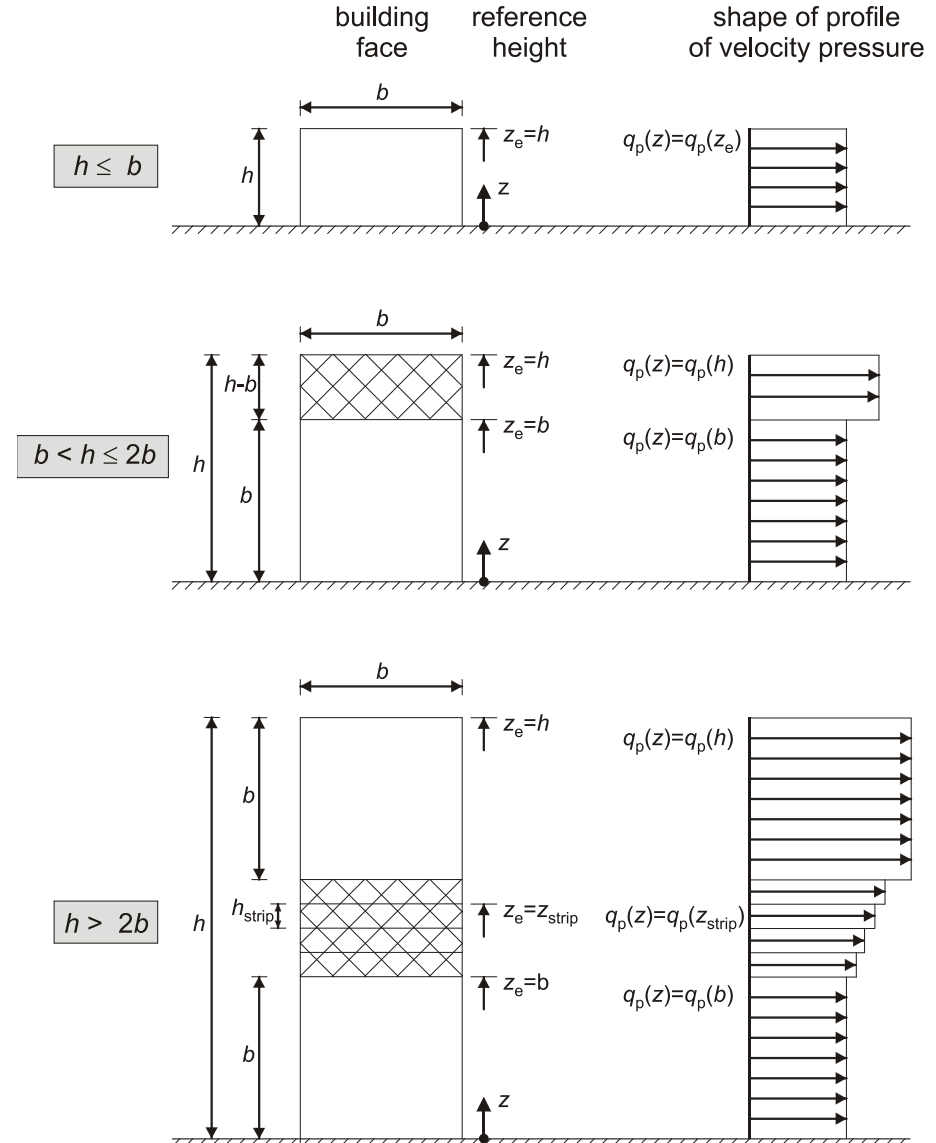 building face
reference height
shape of profile of velocity pressure
b
h ≤ b
h
z_e=h
z
q_p(z)=q_p(z_e)
b
b < h ≤ 2b
h
h-b
b
z_e=h
z_e=b
z
q_p(z)=q_p(h)
q_p(z)=q_p(b)
b
h > 2b
h
b
h_strip
b
z_e=h
z_e=z_strip
z_e=b
z
q_p(z)=q_p(h)
q_p(z)=q_p(z_strip)
q_p(z)=q_p(b)